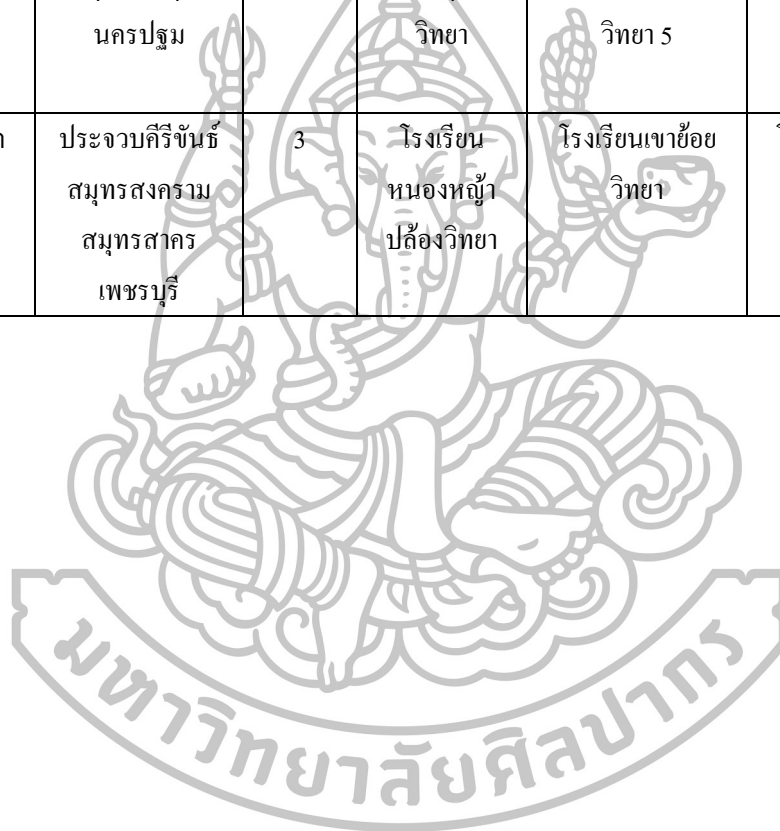 นครปฐม วิทยา วิทยา 5
ประจวบคีรีขันธ์ 3 โรงเรียน โรงเรียนเขาย้อย
สมุทรสงคราม หนองหญ้า วิทยา
สมุทรสาคร ปล้องวิทยา
เพชรบุรี
มหาวิทยาลัยศิลปากร